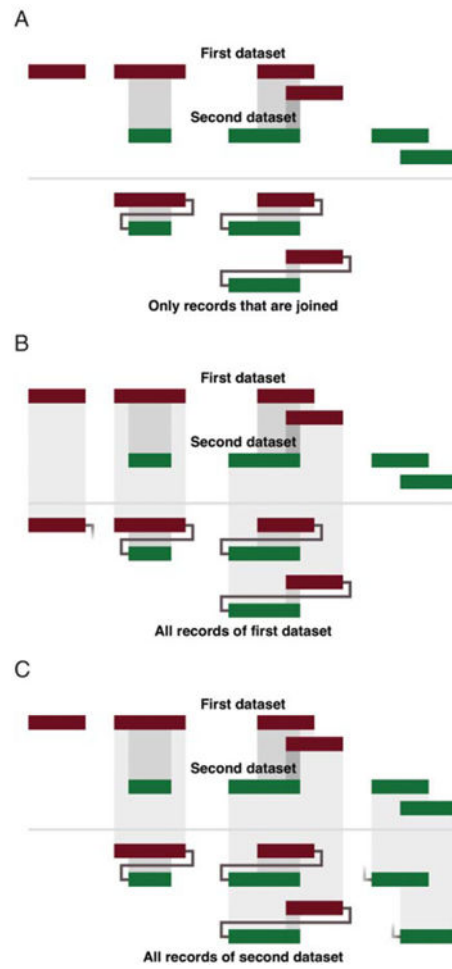 A
First dataset
Second dataset
Only records that are joined
B
First dataset
Second dataset
All records of first dataset
C
First dataset
Second dataset
All records of second dataset